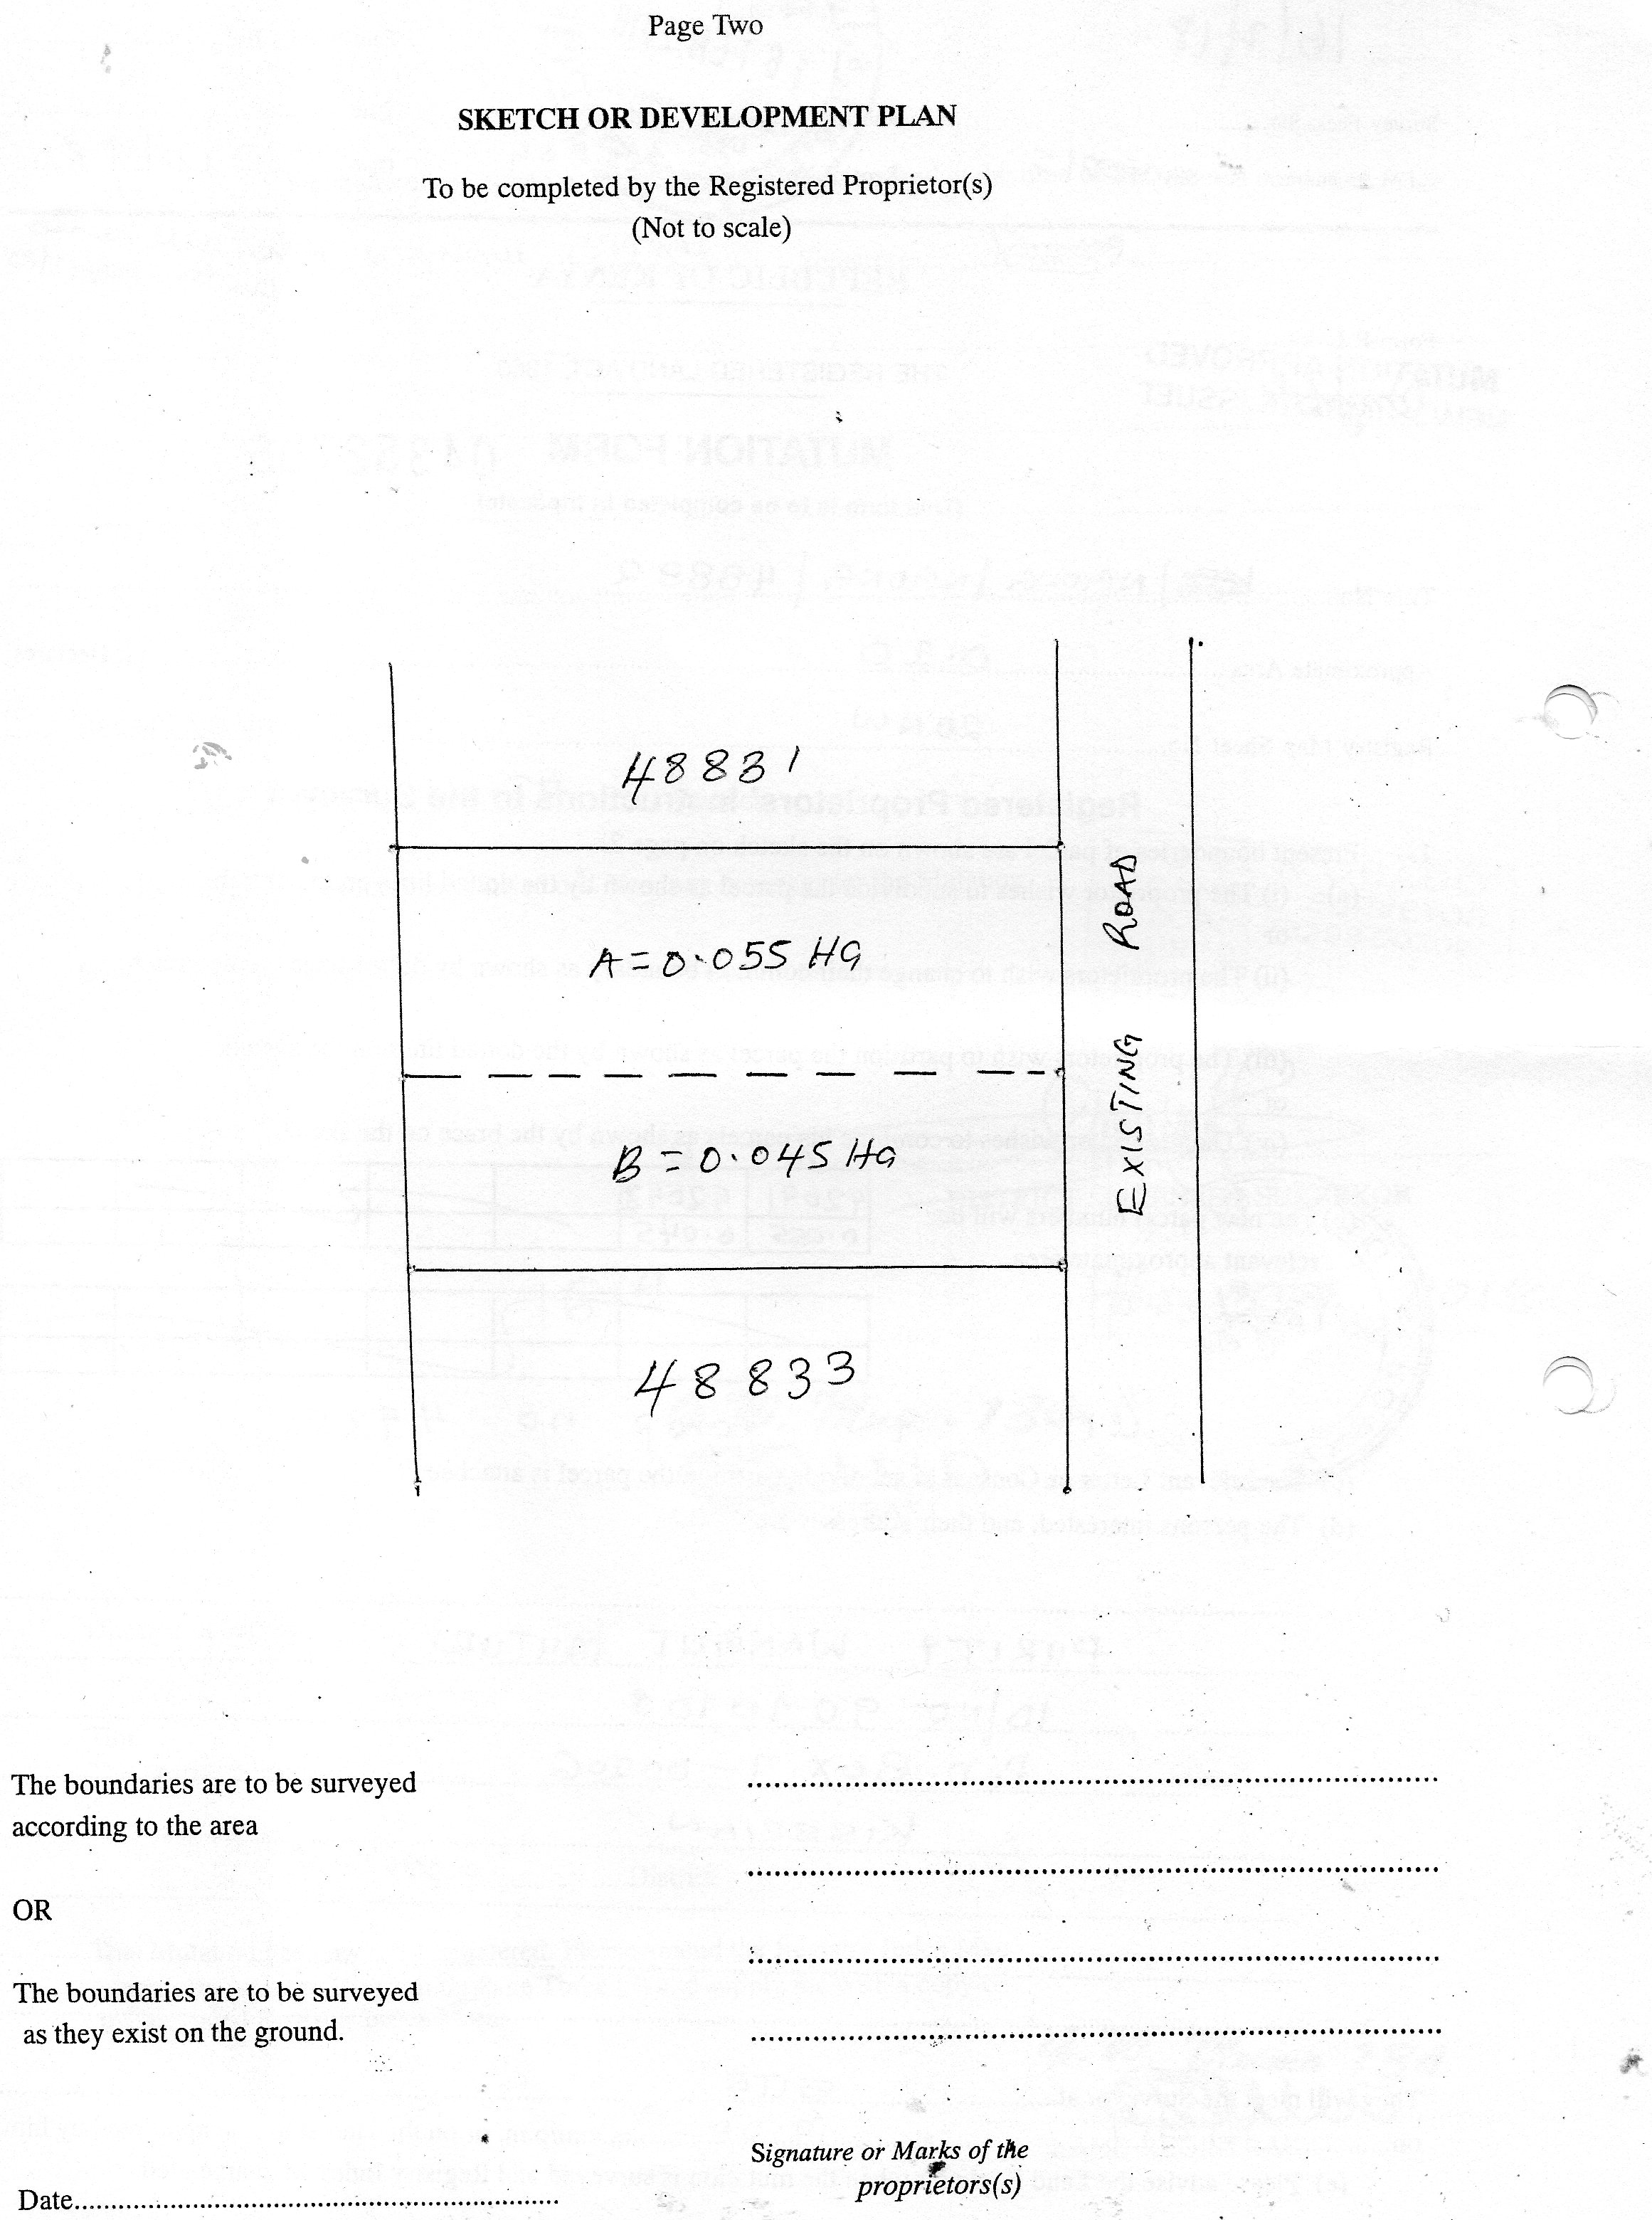 Page Two
SKETCH OR DEVELOPMENT PLAN
To be completed by the Registered Proprietor(s)
(Not to scale)
48831
A=0.055 HA
EXISTING ROAD
B=0.045 HA
48833
The boundaries are to be surveyed
according to the area
OR
The boundaries are to be surveyed
as they exist on the ground.
Signature or Marks of the
proprietors(s)
Date